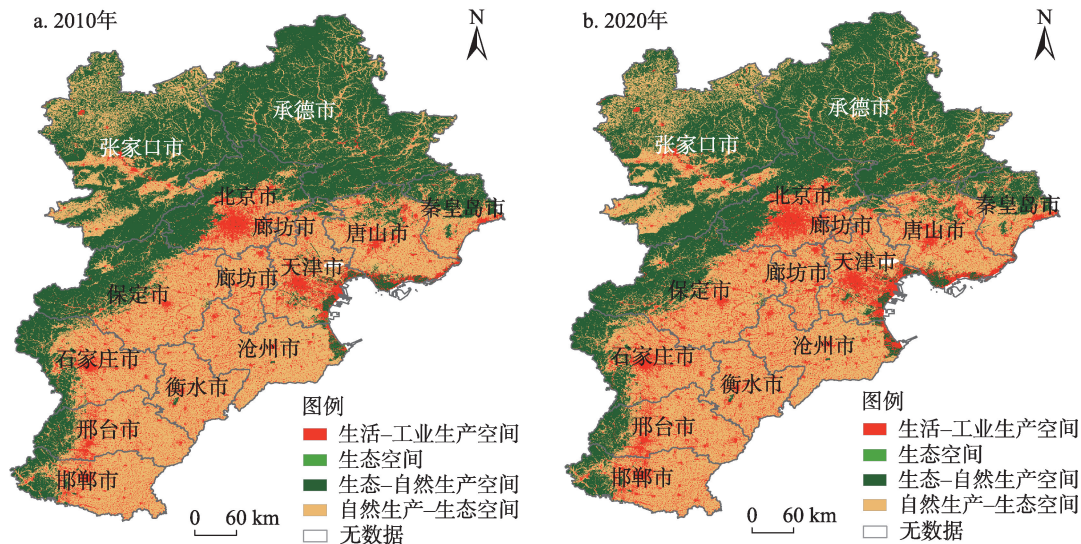 a. 2010年
N
承德市
张家口市
北京市
秦皇岛市
廊坊市
唐山市
天津市
廊坊市
保定市
沧州市
石家庄市
衡水市
邢台市
邯郸市
图例
生活–工业生产空间
生态空间
生态–自然生产空间
自然生产–生态空间
无数据
0 60 km
b. 2020年
N
承德市
张家口市
北京市
秦皇岛市
廊坊市
唐山市
天津市
廊坊市
保定市
沧州市
石家庄市
衡水市
邢台市
邯郸市
图例
生活–工业生产空间
生态空间
生态–自然生产空间
自然生产–生态空间
无数据
0 60 km